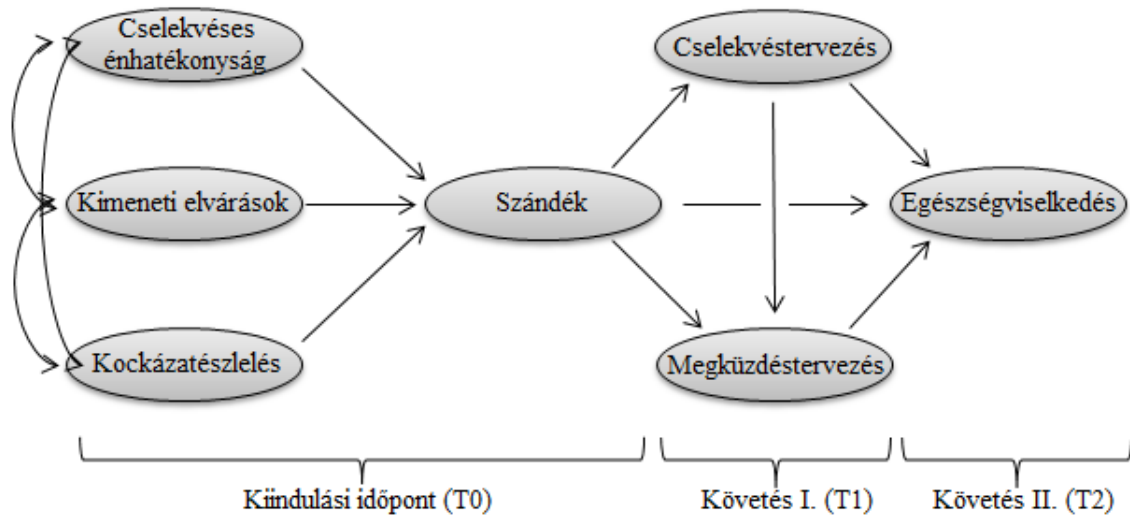 Cselekvéses
énhatékonyság
Cselekvéstervezés
Kimeneti elvárások
Szándék
Egészségviselkedés
Kockázatészlelés
Megküzdéstervezés
Kiindulási időpont (T0)
Követés I. (T1)
Követés II. (T2)